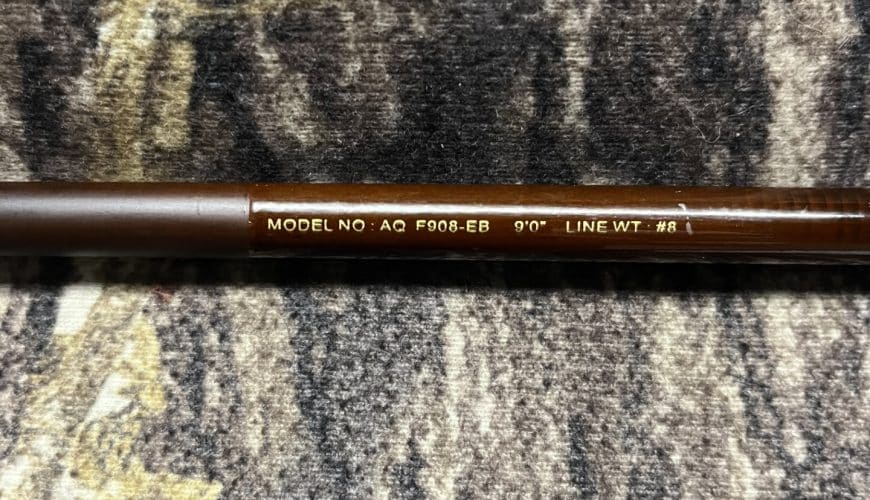 MODEL NO : AQ F908-EB 9'0" LINE WT : #8